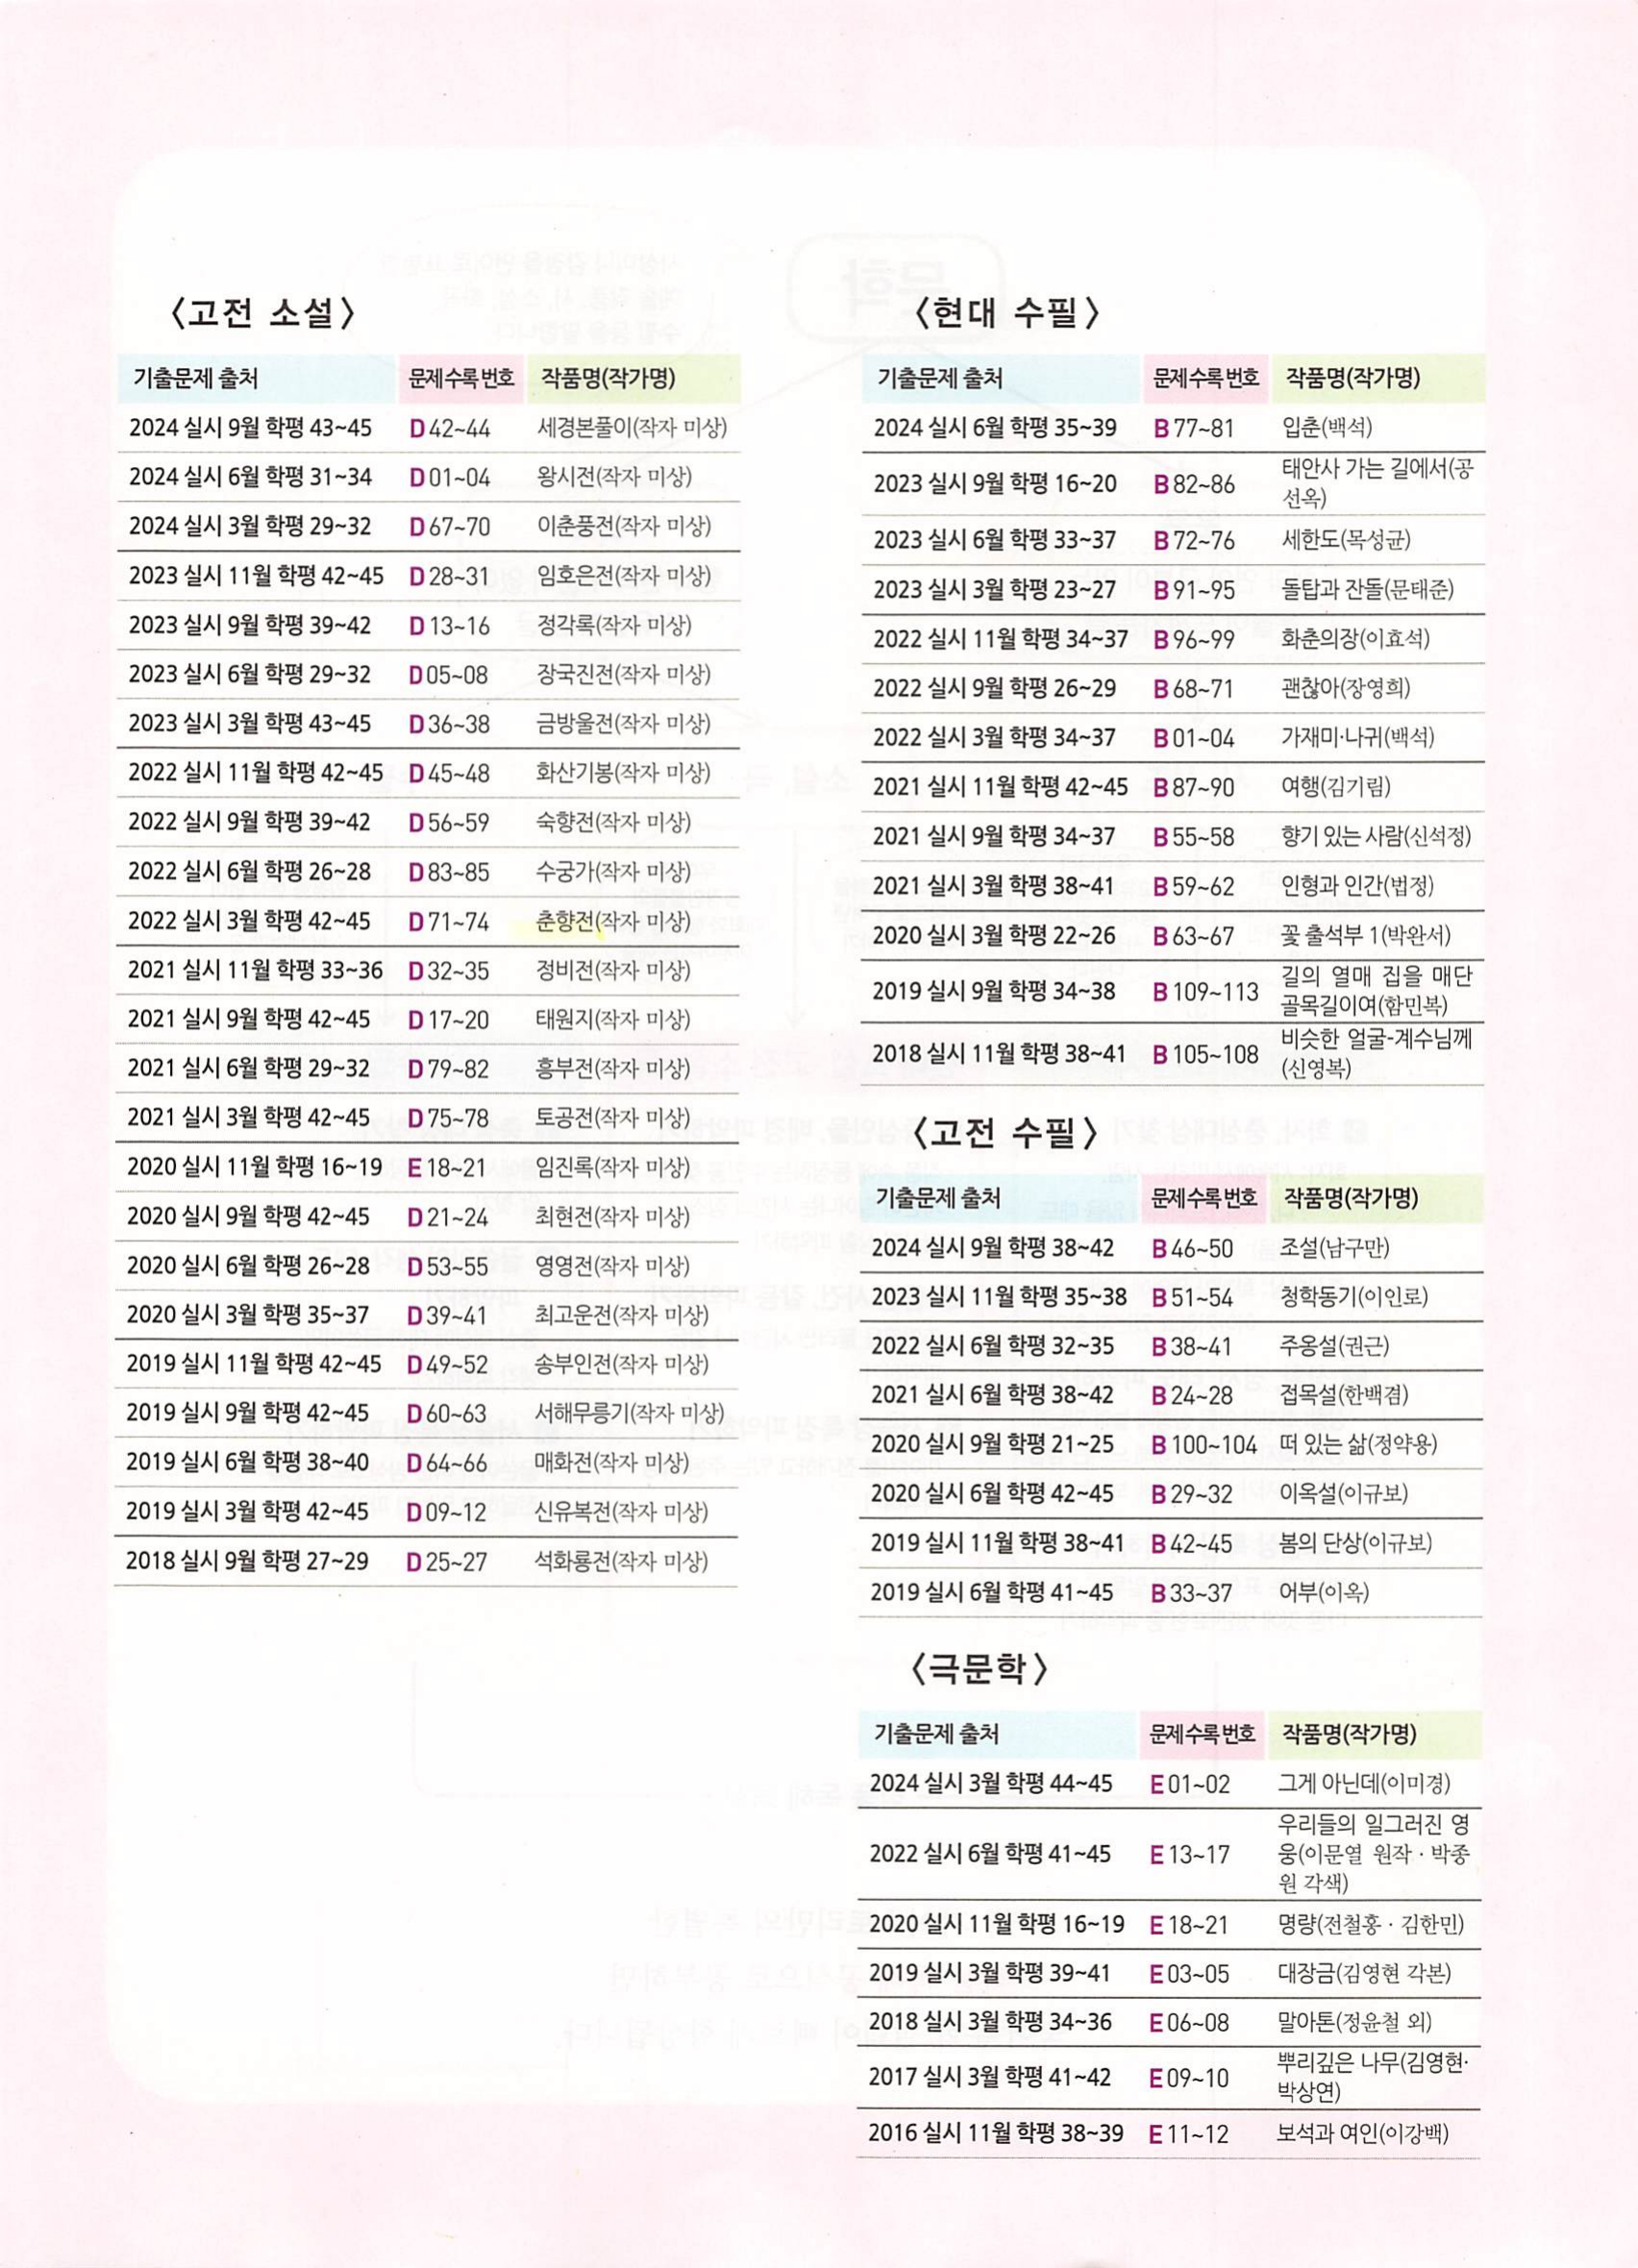 〈고전 소설〉
기출문제 출처 문제수록번호 작품명(작가명)
2024 실시 9월 학평 43~45 D 42~44 세경본풀이(작자 미상)
2024 실시 6월 학평 31~34 D 01~04 왕시전(작자 미상)
2024 실시 3월 학평 29~32 D 67~70 이춘풍전(작자 미상)
2023 실시 11월 학평 42~45 D 28~31 임호은전(작자 미상)
2023 실시 9월 학평 39~42 D 13~16 정각록(작자 미상)
2023 실시 6월 학평 29~32 D 05~08 장국진전(작자 미상)
2023 실시 3월 학평 43~45 D 36~38 금방울전(작자 미상)
2022 실시 11월 학평 42~45 D 45~48 화산기봉(작자 미상)
2022 실시 9월 학평 39~42 D 56~59 숙향전(작자 미상)
2022 실시 6월 학평 26~28 D 83~85 수궁가(작자 미상)
2022 실시 3월 학평 42~45 D 71~74 춘향전(작자 미상)
2021 실시 11월 학평 33~36 D 32~35 정비전(작자 미상)
2021 실시 9월 학평 42~45 D 17~20 태원지(작자 미상)
2021 실시 6월 학평 29~32 D 79~82 흥부전(작자 미상)
2021 실시 3월 학평 42~45 D 75~78 토공전(작자 미상)
2020 실시 11월 학평 16~19 E 18~21 임진록(작자 미상)
2020 실시 9월 학평 42~45 D 21~24 최현전(작자 미상)
2020 실시 6월 학평 26~28 D 53~55 영영전(작자 미상)
2020 실시 3월 학평 35~37 D 39~41 최고운전(작자 미상)
2019 실시 11월 학평 42~45 D 49~52 송부인전(작자 미상)
2019 실시 9월 학평 42~45 D 60~63 서해무릉기(작자 미상)
2019 실시 6월 학평 38~40 D 64~66 매화전(작자 미상)
2019 실시 3월 학평 42~45 D 09~12 신유복전(작자 미상)
2018 실시 9월 학평 27~29 D 25~27 석화룡전(작자 미상)
〈현대 수필〉
기출문제 출처 문제수록번호 작품명(작가명)
2024 실시 6월 학평 35~39 B 77~81 입춘(백석)
2023 실시 9월 학평 16~20 B 82~86 태안사 가는 길에서(공
선옥)
2023 실시 6월 학평 33~37 B 72~76 세한도(목성균)
2023 실시 3월 학평 23~27 B 91~95 돌탑과 잔돌(문태준)
2022 실시 11월 학평 34~37 B 96~99 화춘의장(이효석)
2022 실시 9월 학평 26~29 B 68~71 괜찮아(장영희)
2022 실시 3월 학평 34~37 B 01~04 가재미·나귀(백석)
2021 실시 11월 학평 42~45 B 87~90 여행(김기림)
2021 실시 9월 학평 34~37 B 55~58 향기 있는 사람(신석정)
2021 실시 3월 학평 38~41 B 59~62 인형과 인간(법정)
2020 실시 3월 학평 22~26 B 63~67 꽃 출석부 1(박완서)
2019 실시 9월 학평 34~38 B 109~113 길의 열매 집을 매단
골목길이여(함민복)
2018 실시 11월 학평 38~41 B 105~108 비슷한 얼굴-계수님께
(신영복)
〈고전 수필〉
기출문제 출처 문제수록번호 작품명(작가명)
2024 실시 9월 학평 38~42 B 46~50 조설(남구만)
2023 실시 11월 학평 35~38 B 51~54 청학동기(이인로)
2022 실시 6월 학평 32~35 B 38~41 주옹설(권근)
2021 실시 6월 학평 38~42 B 24~28 접목설(한백겸)
2020 실시 9월 학평 21~25 B 100~104 떠 있는 삶(정약용)
2020 실시 6월 학평 42~45 B 29~32 이옥설(이규보)
2019 실시 11월 학평 38~41 B 42~45 봄의 단상(이규보)
2019 실시 6월 학평 41~45 B 33~37 어부(이옥)
〈극문학〉
기출문제 출처 문제수록번호 작품명(작가명)
2024 실시 3월 학평 44~45 E 01~02 그게 아닌데(이미경)
2022 실시 6월 학평 41~45 E 13~17 우리들의 일그러진 영
웅(이문열 원작 · 박종
원 각색)
2020 실시 11월 학평 16~19 E 18~21 명량(전철홍 · 김한민)
2019 실시 3월 학평 39~41 E 03~05 대장금(김영현 각본)
2018 실시 3월 학평 34~36 E 06~08 말아톤(정윤철 외)
2017 실시 3월 학평 41~42 E 09~10 뿌리깊은 나무(김영현·
박상연)
2016 실시 11월 학평 38~39 E 11~12 보석과 여인(이강백)